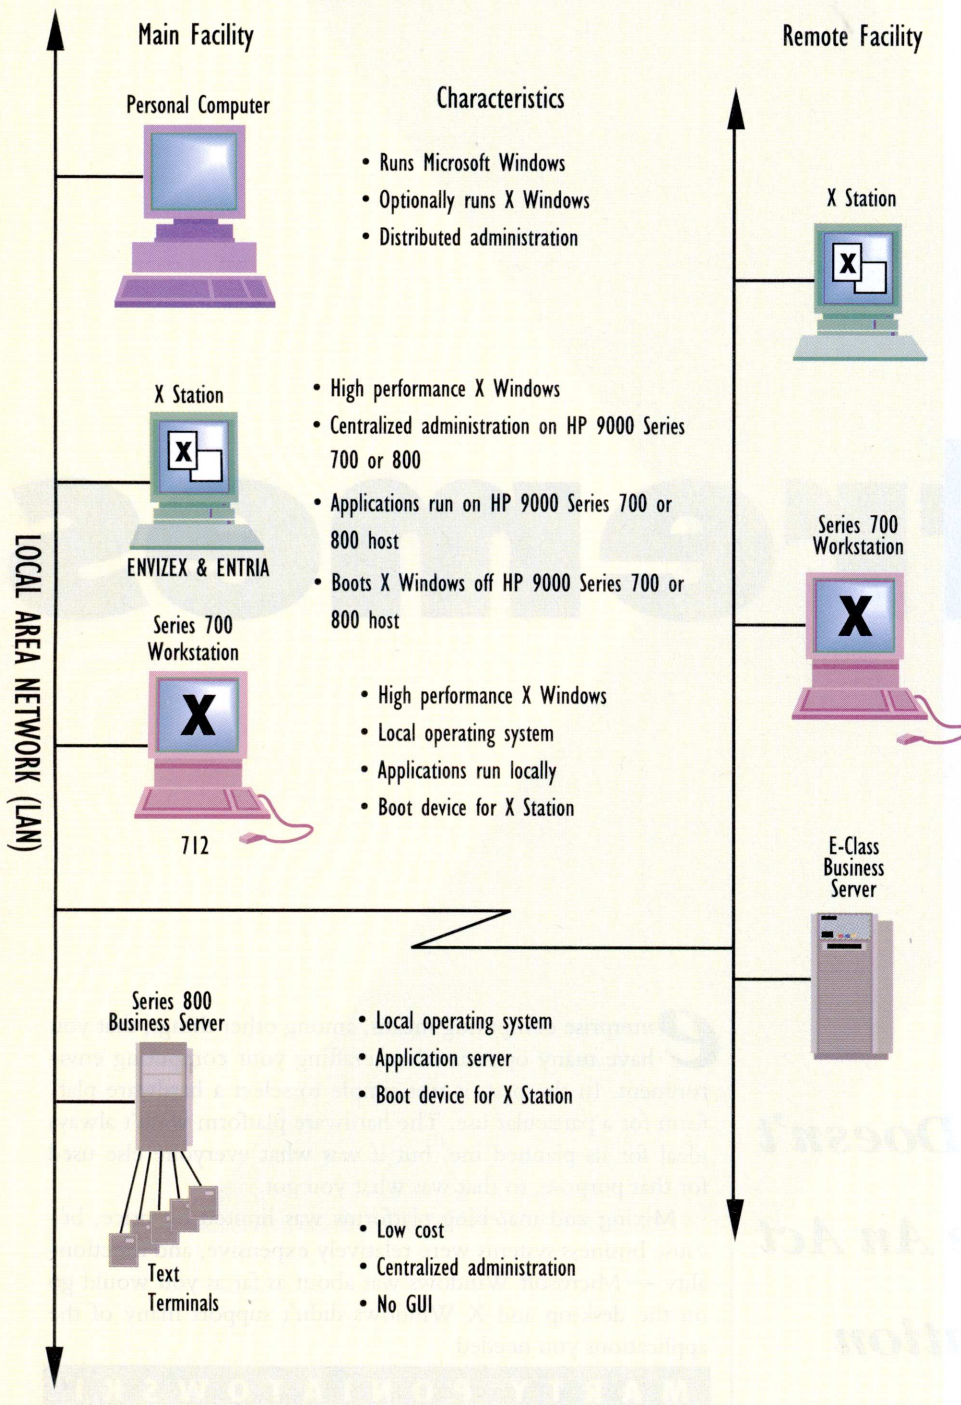 Main Facility
Remote Facility
Personal Computer
Characteristics
• Runs Microsoft Windows
• Optionally runs X Windows
• Distributed administration
X Station
X
X Station
X
ENVIZEX & ENTRIA
• High performance X Windows
• Centralized administration on HP 9000 Series
700 or 800
• Applications run on HP 9000 Series 700 or
800 host
• Boots X Windows off HP 9000 Series 700 or
800 host
Series 700
Workstation
X
LOCAL AREA NETWORK (LAN)
Series 700
Workstation
X
712
• High performance X Windows
• Local operating system
• Applications run locally
• Boot device for X Station
E-Class
Business
Server
Series 800
Business Server
• Local operating system
• Application server
• Boot device for X Station
Text
Terminals
• Low cost
• Centralized administration
• No GUI